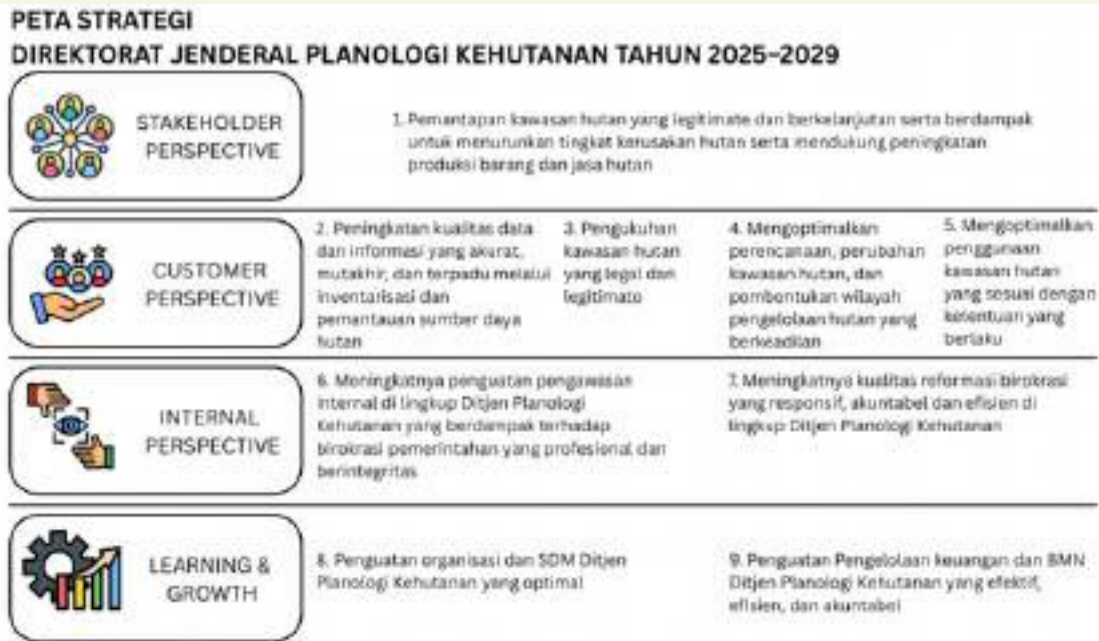 PETA STRATEGI
DIREKTORAT JENDERAL PLANOLOGI KEHUTANAN TAHUN 2025–2029
STAKEHOLDER
PERSPECTIVE
1. Pemantapan kawasan hutan yang legitimate dan berkelanjutan serta berdampak
untuk menurunkan tingkat kerusakan hutan serta mendukung peningkatan
produksi barang dan jasa hutan
CUSTOMER
PERSPECTIVE
2. Peningkatan kualitas data
dan informasi yang akurat,
mutakhir, dan terpadu melalui
inventarisasi dan
pemantauan sumber daya
hutan
3. Pengukuhan
kawasan hutan
yang legal dan
legitimate
4. Mengoptimalkan
perencanaan, perubahan
kawasan hutan, dan
pembentukan wilayah
pengelolaan hutan yang
berkeadilan
5. Mengoptimalkan
penggunaan
kawasan hutan
yang sesuai dengan
ketentuan yang
berlaku
INTERNAL
PERSPECTIVE
6. Meningkatnya penguatan pengawasan
internal di lingkup Ditjen Planologi
Kehutanan yang berdampak terhadap
birokrasi pemerintahan yang profesional dan
berintegritas
7. Meningkatnya kualitas reformasi birokrasi
yang responsif, akuntabel dan efisien di
lingkup Ditjen Planologi Kehutanan
LEARNING &
GROWTH
8. Penguatan organisasi dan SDM Ditjen
Planologi Kehutanan yang optimal
9. Penguatan Pengelolaan keuangan dan BMN
Ditjen Planologi Kehutanan yang efektif,
efisien, dan akuntabel